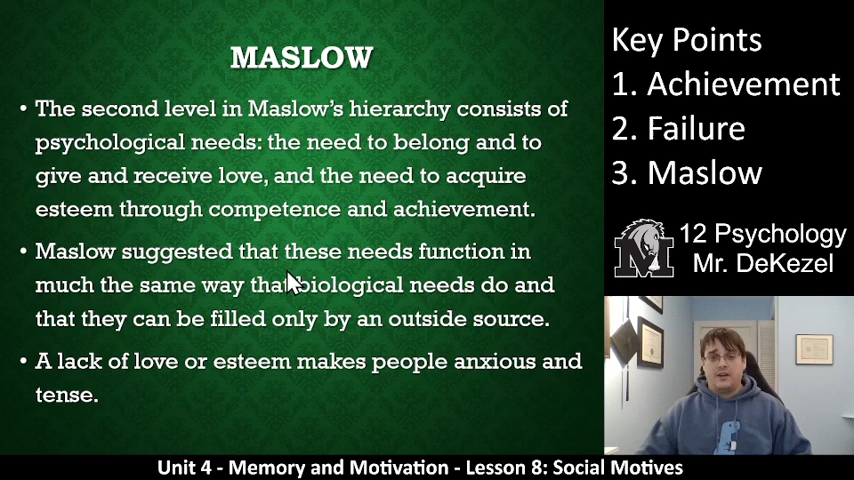 MASLOW
• The second level in Maslow's hierarchy consists of
psychological needs: the need to belong and to
give and receive love, and the need to acquire
esteem through competence and achievement.
• Maslow suggested that these needs function in
much the same way that biological needs do and
that they can be filled only by an outside source.
• A lack of love or esteem makes people anxious and
tense.
Key Points
1. Achievement
2. Failure
3. Maslow
M
12 Psychology
Mr. DeKezel
Unit 4 - Memory and Motivation - Lesson 8: Social Motives